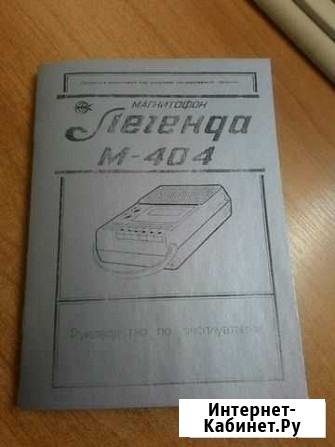 МАГНИТОФОН
Легенда
М-404
Руководство по эксплуатации
Интернет-
Кабинет.Ру